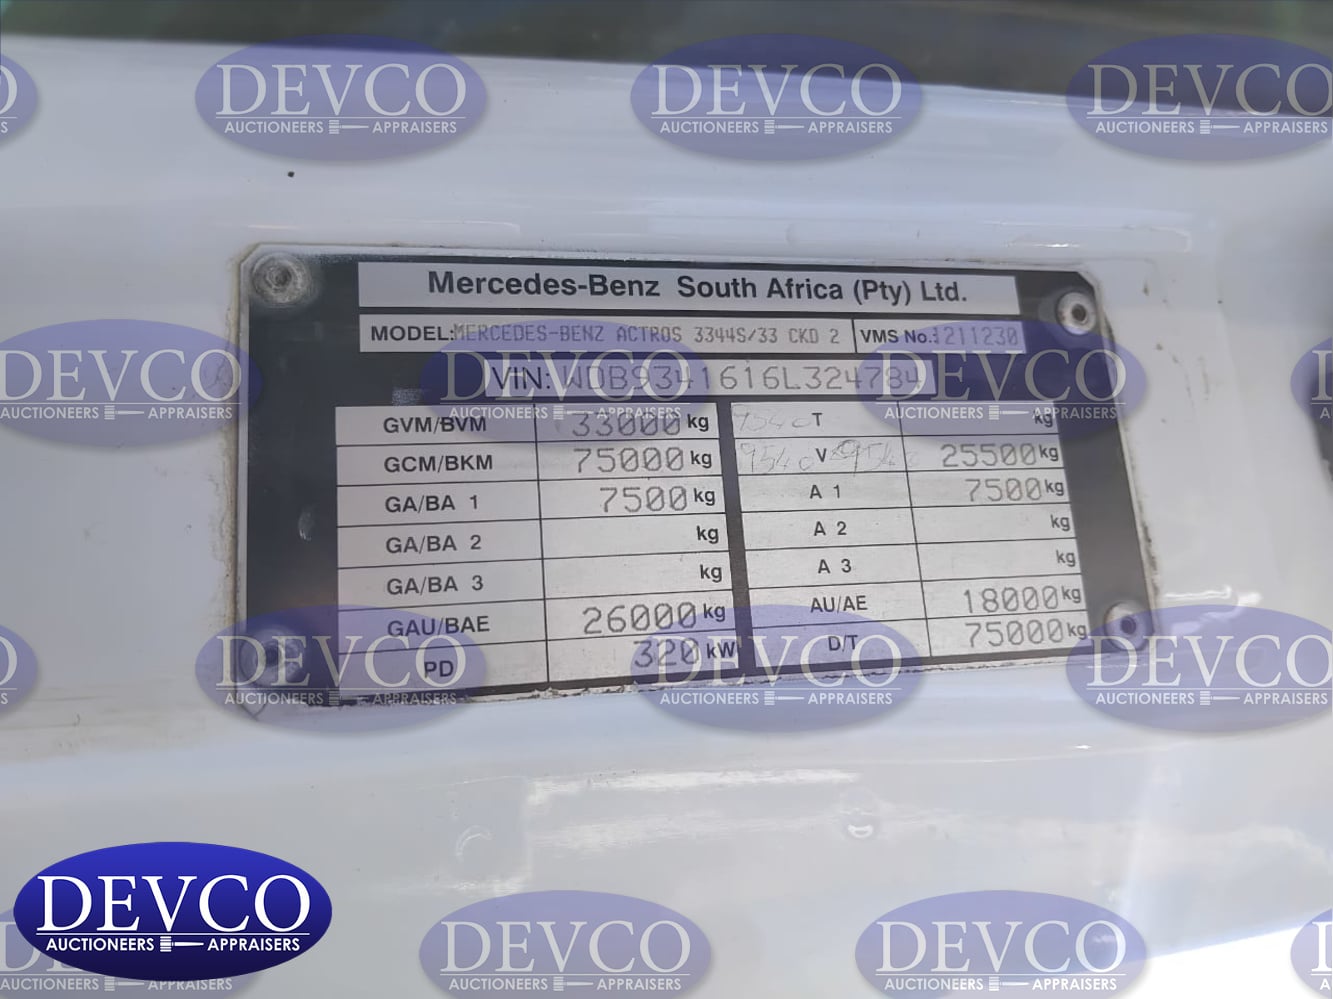 Mercedes-Benz South Africa (Pty) Ltd.
MODEL: MERCEDES-BENZ ACTROS 3344S/33 CKD 2 VMS No.: 1211230
VIN: WDB9341616L324784
GVM/BVM 33000 kg 9540 T kg
GCM/BKM 75000 kg 9540 V 25500 kg
GA/BA 1 7500 kg A 1 7500 kg
GA/BA 2 kg A 2 kg
GA/BA 3 kg A 3 kg
GAU/BAE 26000 kg AU/AE 18000 kg
PD 320 kW D/T 75000 kg
DEVCO
AUCTIONEERS APPRAISERS